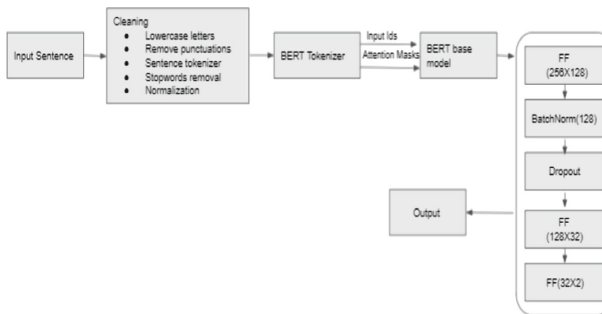 Input Sentence
Cleaning
● Lowercase letters
● Remove punctuations
● Sentence tokenizer
● Stopwords removal
● Normalization
BERT Tokenizer
Input Ids
Attention Masks
BERT base
model
FF
(256X128)
BatchNorm(128)
Dropout
FF
(128X32)
FF(32X2)
Output